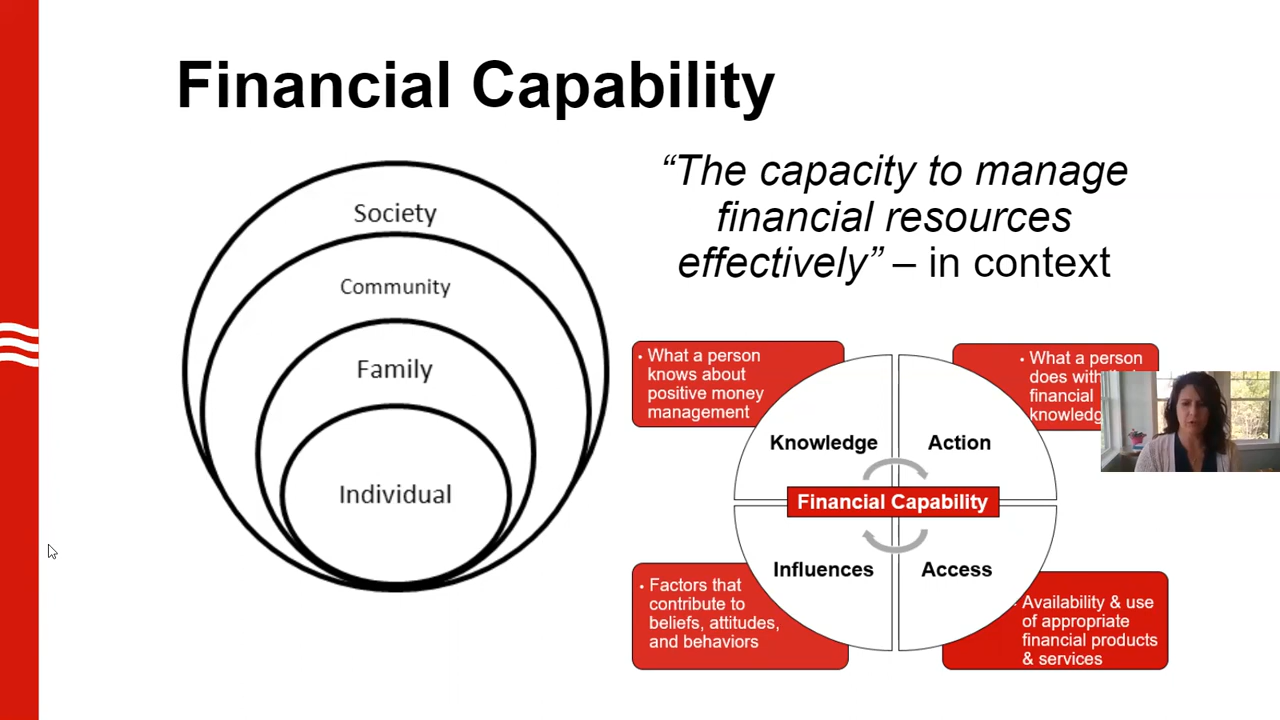 Financial Capability
Society
Community
Family
Individual
“The capacity to manage
financial resources
effectively” – in context
• What a person
knows about
positive money
management
• What a person
does with
financial
Knowledge
Action
Financial Capability
Influences
Access
• Factors that
contribute to
beliefs, attitudes,
and behaviors
Availability & use
of appropriate
financial products
& services